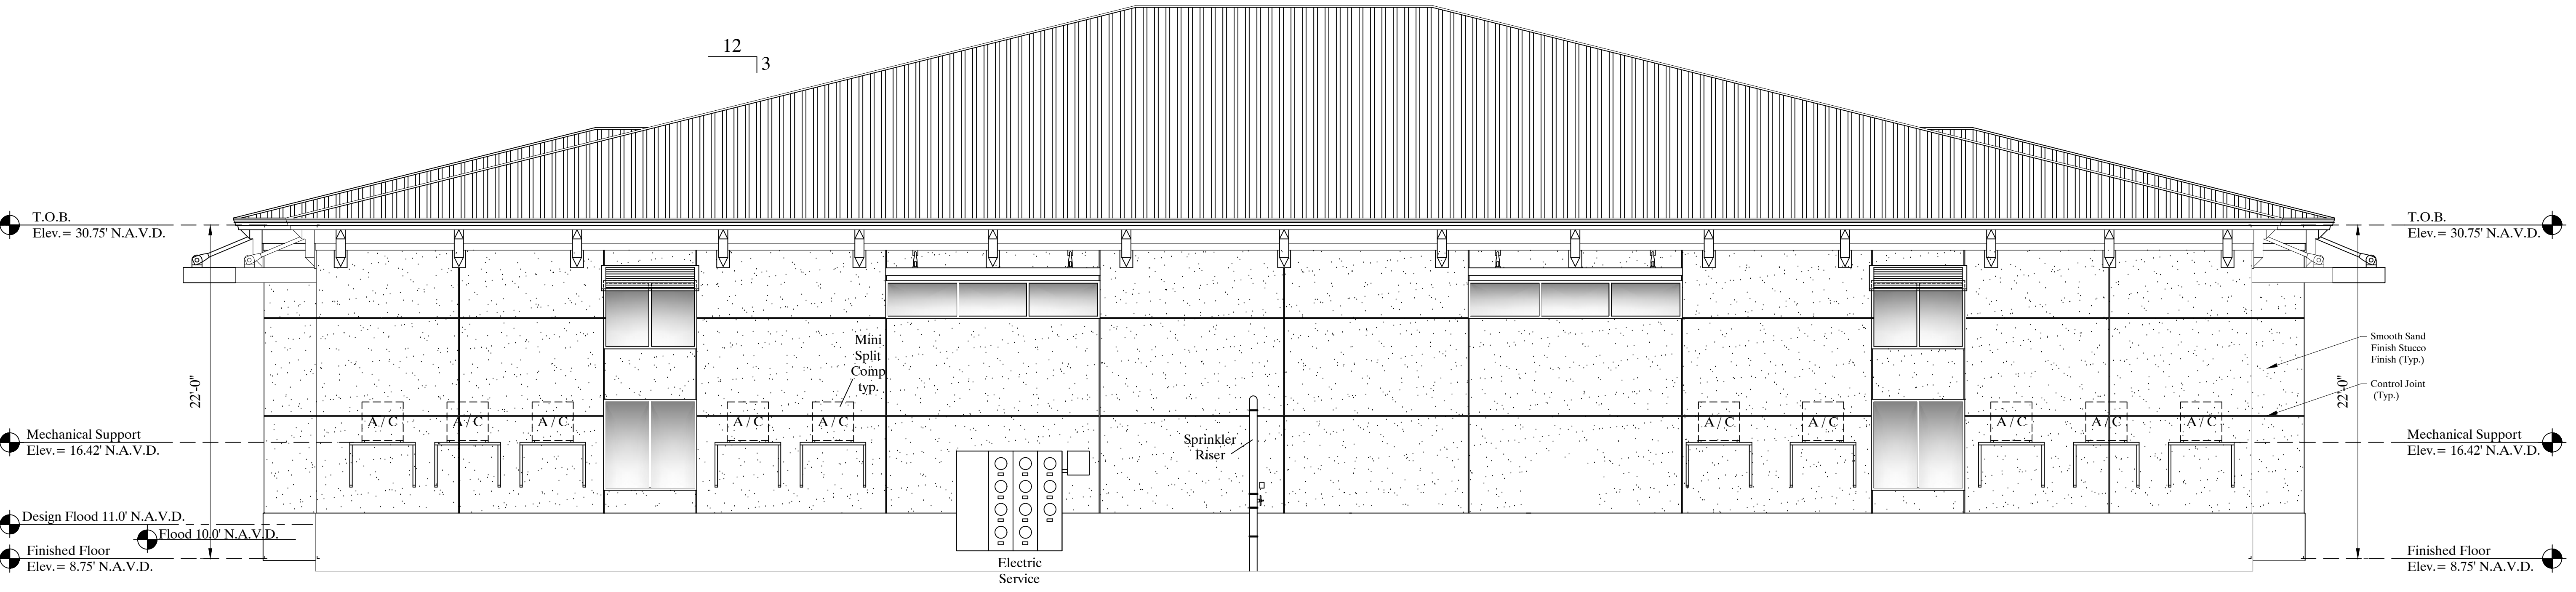 12
3
T.O.B.
Elev.= 30.75' N.A.V.D.
T.O.B.
Elev.= 30.75' N.A.V.D.
Mini
Split
Comp
typ.
Smooth Sand
Finish Stucco
Finish (Typ.)
Control Joint
(Typ.)
22'-0"
22'-0"
A / C
A / C
A / C
A / C
A / C
A / C
A / C
A / C
A / C
A / C
Mechanical Support
Elev.= 16.42' N.A.V.D.
Sprinkler
Riser
Mechanical Support
Elev.= 16.42' N.A.V.D.
Design Flood 11.0' N.A.V.D.
Flood 10.0' N.A.V.D.
Finished Floor
Elev.= 8.75' N.A.V.D.
Electric
Service
Finished Floor
Elev.= 8.75' N.A.V.D.